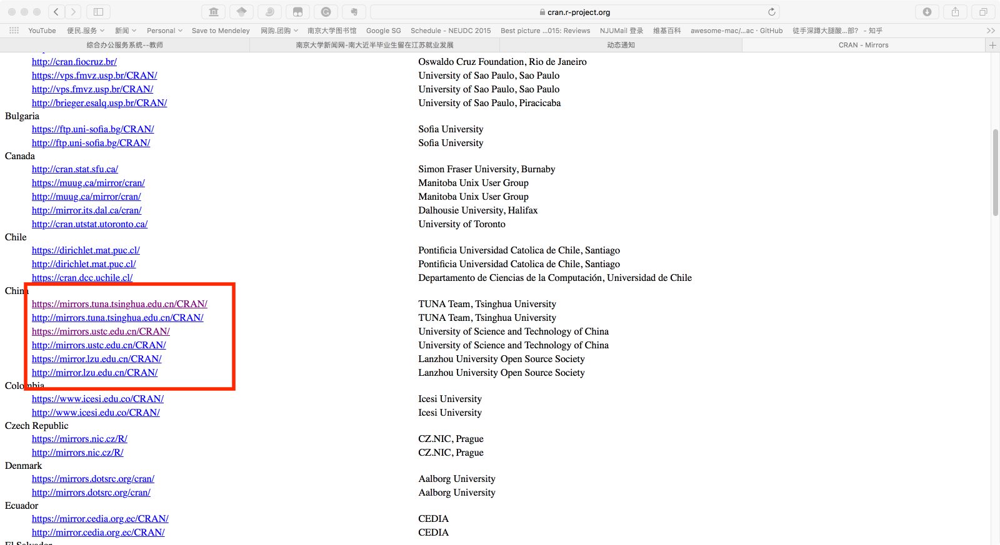 cran.r-project.org
YouTube 便民.服务 新闻 Personal Save to Mendeley 网购.团购 南京大学图书馆 Google SG Schedule - NEUDC 2015 Best picture ...015: Reviews NJUMail 登录 维基百科 awesome-mac/...ac · GitHub 徒手深蹲大腿酸...部? - 知乎
综合办公服务系统--教师 南京大学新闻网-南大近半毕业生留在江苏就业发展 动态通知 CRAN - Mirrors
http://cran.fiocruz.br/ Oswaldo Cruz Foundation, Rio de Janeiro
https://vps.fmvz.usp.br/CRAN/ University of Sao Paulo, Sao Paulo
http://vps.fmvz.usp.br/CRAN/ University of Sao Paulo, Sao Paulo
http://brieger.esalq.usp.br/CRAN/ University of Sao Paulo, Piracicaba
Bulgaria
https://ftp.uni-sofia.bg/CRAN/ Sofia University
http://ftp.uni-sofia.bg/CRAN/ Sofia University
Canada
http://cran.stat.sfu.ca/ Simon Fraser University, Burnaby
https://muug.ca/mirror/cran/ Manitoba Unix User Group
http://muug.ca/mirror/cran/ Manitoba Unix User Group
http://mirror.its.dal.ca/cran/ Dalhousie University, Halifax
http://cran.utstat.utoronto.ca/ University of Toronto
Chile
https://dirichlet.mat.puc.cl/ Pontificia Universidad Catolica de Chile, Santiago
http://dirichlet.mat.puc.cl/ Pontificia Universidad Catolica de Chile, Santiago
https://cran.dcc.uchile.cl/ Departamento de Ciencias de la Computación, Universidad de Chile
China
https://mirrors.tuna.tsinghua.edu.cn/CRAN/ TUNA Team, Tsinghua University
http://mirrors.tuna.tsinghua.edu.cn/CRAN/ TUNA Team, Tsinghua University
https://mirrors.ustc.edu.cn/CRAN/ University of Science and Technology of China
http://mirrors.ustc.edu.cn/CRAN/ University of Science and Technology of China
https://mirror.lzu.edu.cn/CRAN/ Lanzhou University Open Source Society
http://mirror.lzu.edu.cn/CRAN/ Lanzhou University Open Source Society
Colombia
https://www.icesi.edu.co/CRAN/ Icesi University
http://www.icesi.edu.co/CRAN/ Icesi University
Czech Republic
https://mirrors.nic.cz/R/ CZ.NIC, Prague
http://mirrors.nic.cz/R/ CZ.NIC, Prague
Denmark
https://mirrors.dotsrc.org/cran/ Aalborg University
http://mirrors.dotsrc.org/cran/ Aalborg University
Ecuador
https://mirror.cedia.org.ec/CRAN/ CEDIA
http://mirror.cedia.org.ec/CRAN/ CEDIA
El Salvador